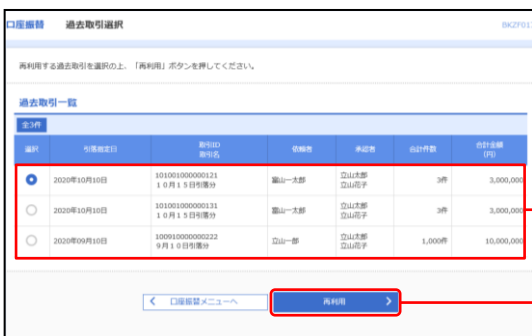 口座振替 過去取引選択 BKZF017
再利用する過去取引を選択の上、「再利用」ボタンを押してください。
過去取引一覧
全3件
選択 引落指定日 取引ID 取引名 依頼者 承認者 合計件数 合計金額 (円)
2020年10月10日 101001000000121 10月15日引落分 富山一太郎 立山太郎 立山花子 3件 3,000,000
2020年10月10日 101001000000131 10月15日引落分 富山一太郎 立山太郎 立山花子 3件 3,000,000
2020年09月10日 100910000000222 9月10日引落分 立山一郎 立山太郎 立山花子 1,000件 10,000,000
口座振替メニューへ 再利用